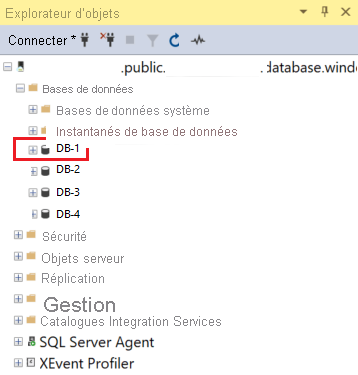 Explorateur d'objets
Connecter
.public. .database.windo
Bases de données
Bases de données système
Instantanés de base de données
DB-1
DB-2
DB-3
DB-4
Sécurité
Objets serveur
Réplication
Gestion
Catalogues Integration Services
SQL Server Agent
XEvent Profiler